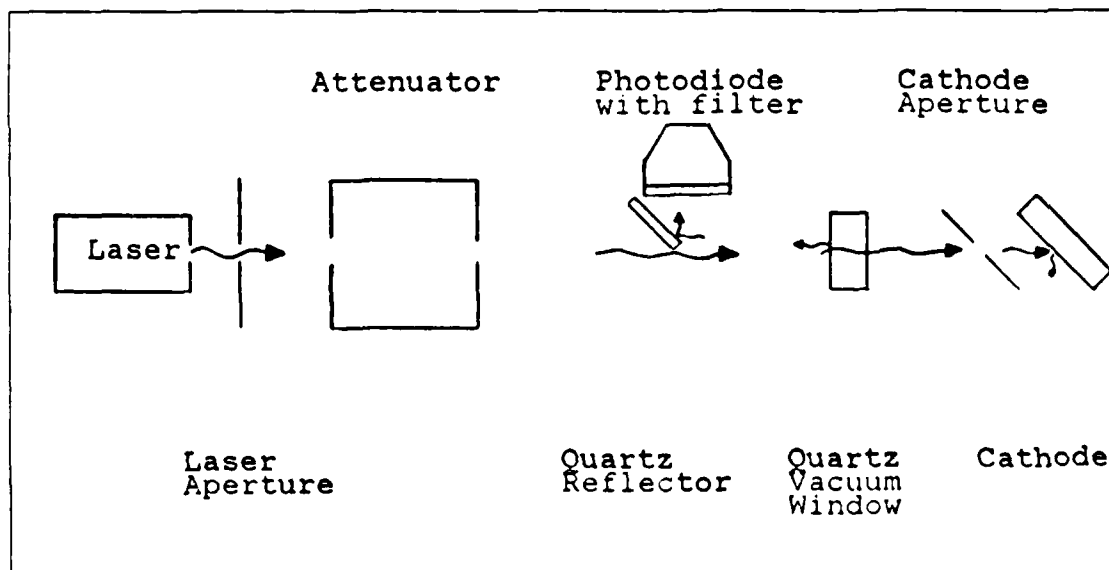 Attenuator
Photodiode
with filter
Cathode
Aperture
Laser
Laser
Aperture
Quartz
Reflector
Quartz
Vacuum
Window
Cathode